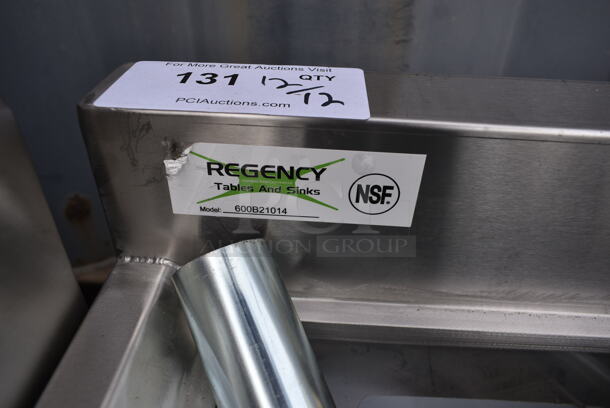 For More Great Auctions Visit
131 12/12 QTY
PCIAuctions.com
REGENCY
Tables And Sinks
NSF.
Model: 600B21014
PCI
AUCTION GROUP